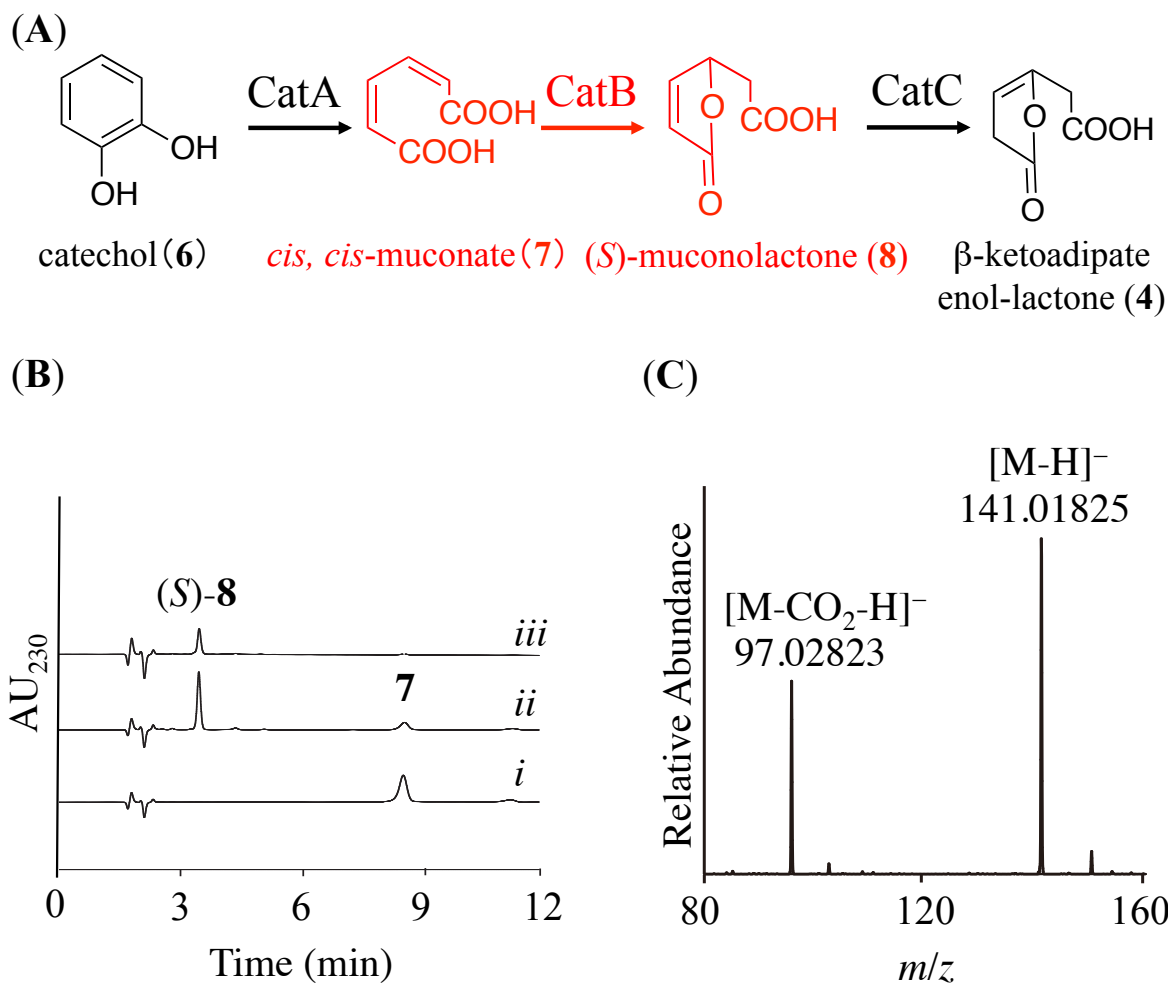 (A)
CatA
CatB
CatC
OH
OH
COOH
COOH
O
COOH
O
O
COOH
O
catechol(6)
cis, cis-muconate(7)
(S)-muconolactone (8)
β-ketoadipate
enol-lactone (4)
(B)
AU230
(S)-8
7
iii
ii
i
0
3
6
9
12
Time (min)
(C)
Relative Abundance
[M-H]–
141.01825
[M-CO2-H]–
97.02823
80
120
160
m/z